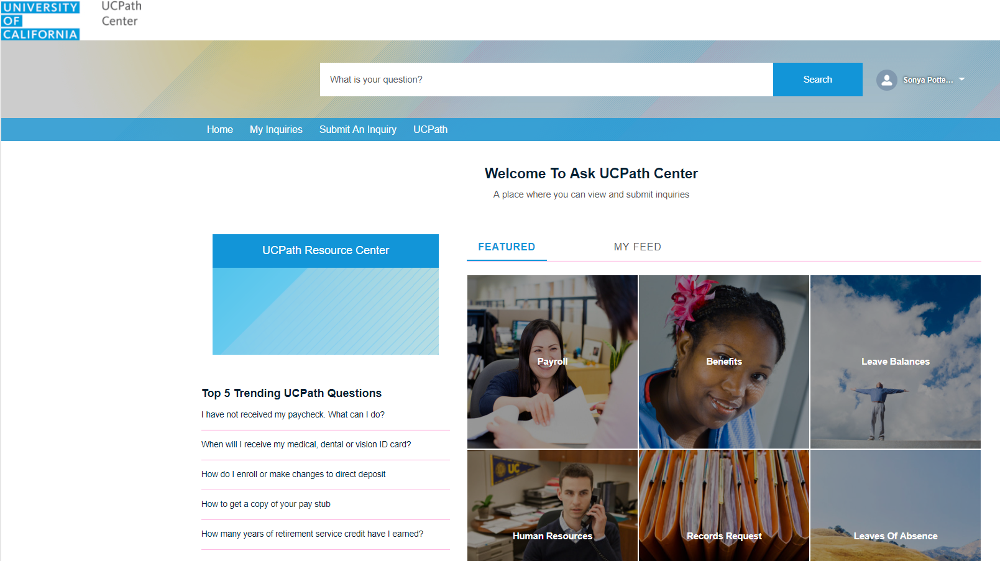 UNIVERSITY
OF
CALIFORNIA
UCPath
Center
What is your question?
Search
Sonya Potte...
Home
My Inquiries
Submit An Inquiry
UCPath
Welcome To Ask UCPath Center
A place where you can view and submit inquiries
UCPath Resource Center
Top 5 Trending UCPath Questions
I have not received my paycheck. What can I do?
When will I receive my medical, dental or vision ID card?
How do I enroll or make changes to direct deposit
How to get a copy of your pay stub
How many years of retirement service credit have I earned?
FEATURED
MY FEED
Payroll
Benefits
Leave Balances
UC
Human Resources
Records Request
Leaves Of Absence